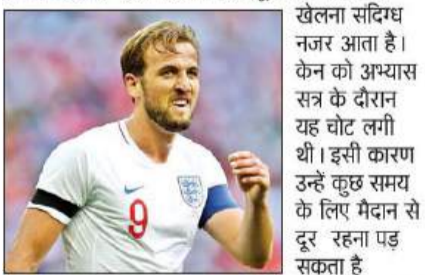 खेलना संदिग्ध
नजर आता है।
केन को अभ्यास
सत्र के दौरान
यह चोट लगी
थी। इसी कारण
उन्हें कुछ समय
के लिए मैदान से
दूर रहना पड़
सकता है
9